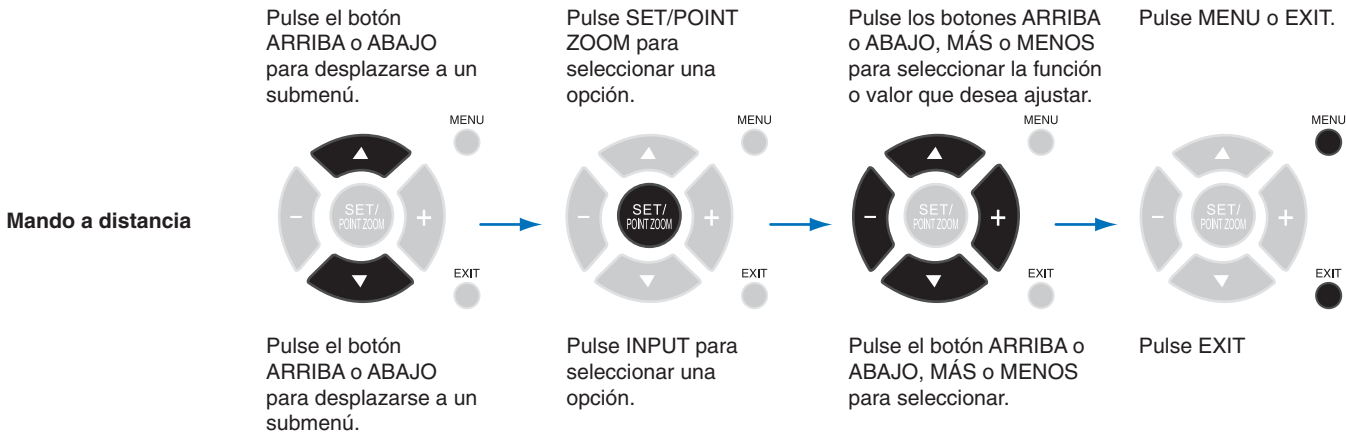 Pulse el botón
ARRIBA o ABAJO
para desplazarse a un
submenú.
Pulse SET/POINT
ZOOM para
seleccionar una
opción.
Pulse los botones ARRIBA
o ABAJO, MÁS o MENOS
para seleccionar la función
o valor que desea ajustar.
Pulse MENU o EXIT.
Mando a distancia
MENU
SET/
POINT ZOOM
−
+
EXIT
MENU
SET/
POINT ZOOM
−
+
EXIT
MENU
SET/
POINT ZOOM
−
+
EXIT
MENU
SET/
POINT ZOOM
−
+
EXIT
Pulse el botón
ARRIBA o ABAJO
para desplazarse a un
submenú.
Pulse INPUT para
seleccionar una
opción.
Pulse el botón ARRIBA o
ABAJO, MÁS o MENOS
para seleccionar.
Pulse EXIT